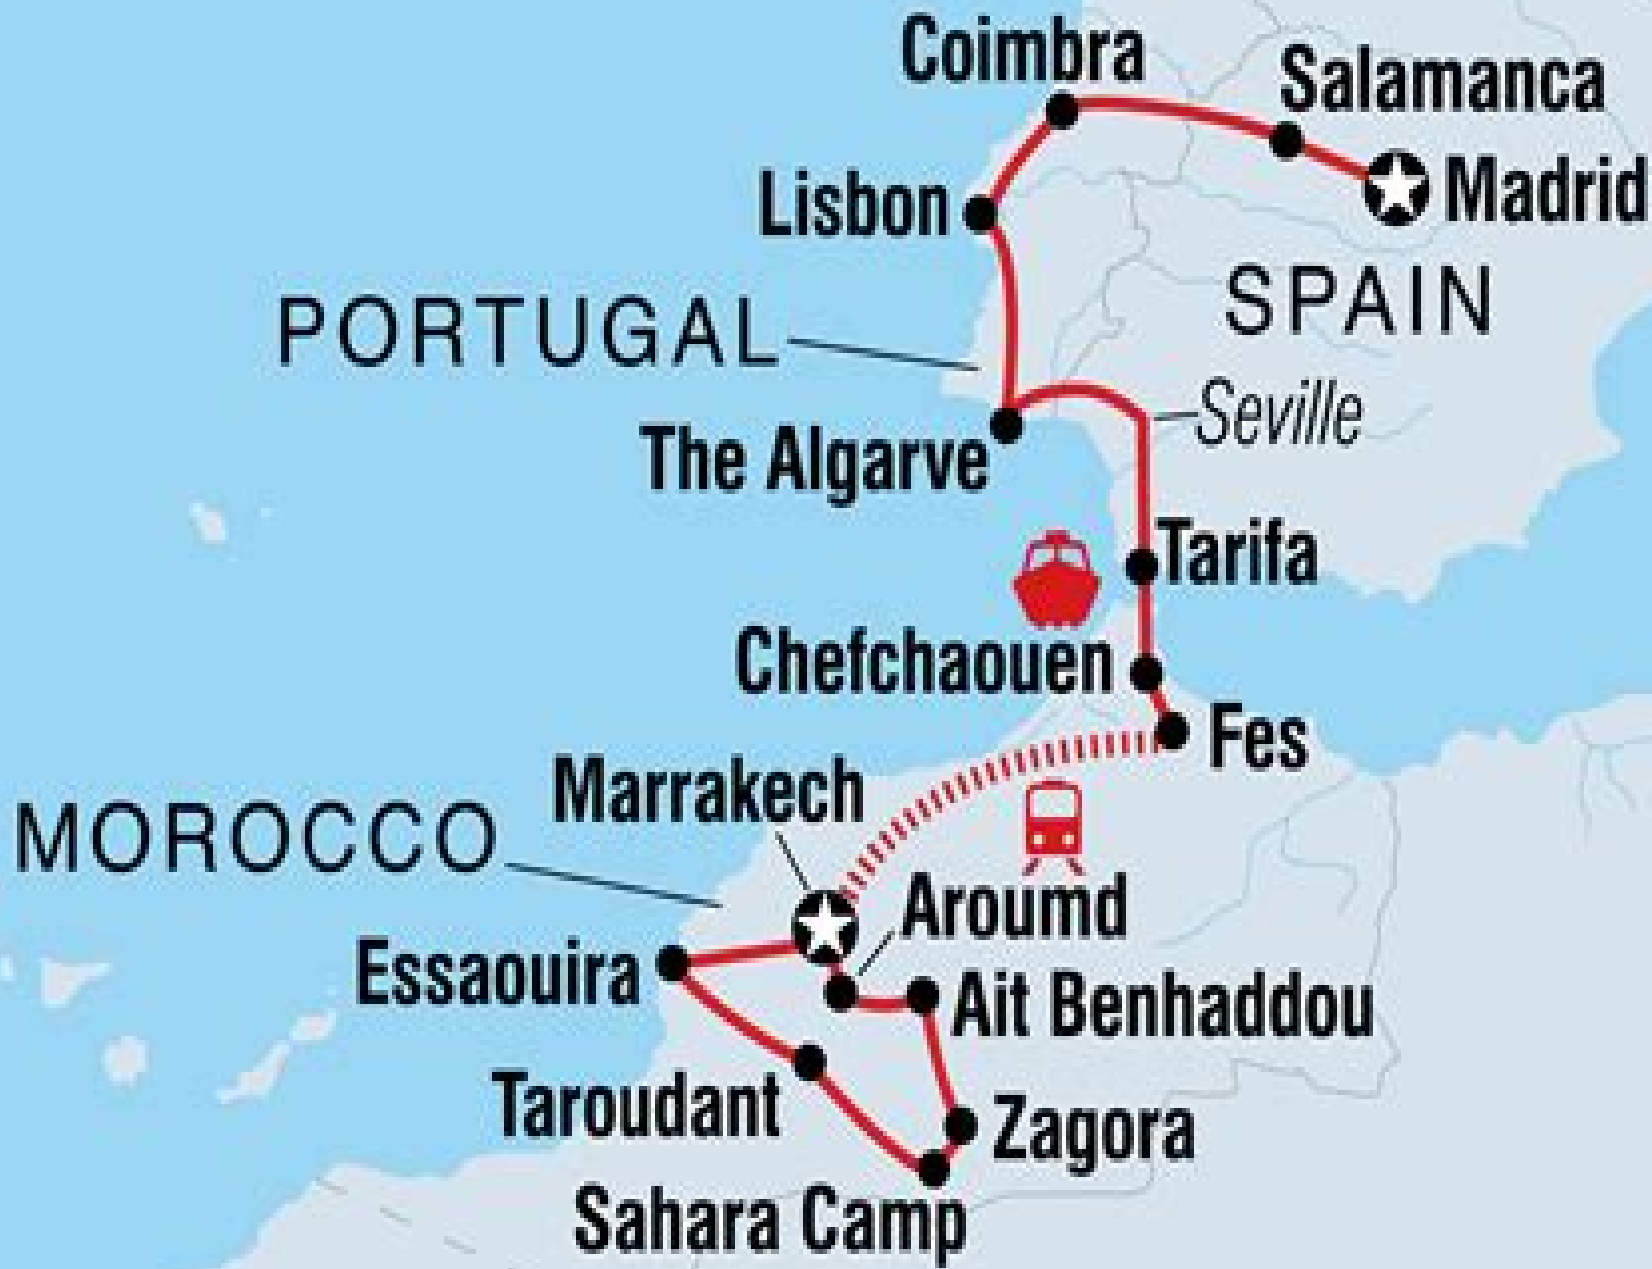 Coimbra
Salamanca
Madrid
Lisbon
SPAIN
PORTUGAL
Seville
The Algarve
Tarifa
Chefchaouen
Fes
Marrakech
MOROCCO
Aroumd
Essaouira
Ait Benhaddou
Taroudant
Zagora
Sahara Camp